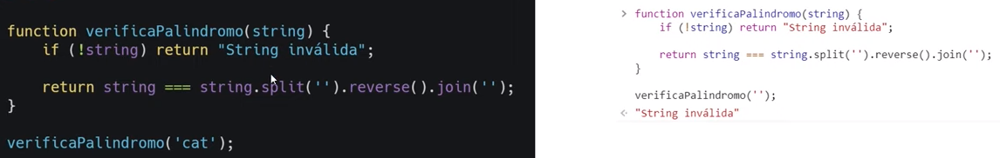 function verificaPalindromo(string) {
    if (!string) return "String inválida";
    return string === string.split('').reverse().join('');
}
verificaPalindromo('cat');
> function verificaPalindromo(string) {
    if (!string) return "String inválida";
    return string === string.split('').reverse().join('');
}
verificaPalindromo('');
"String inválida"